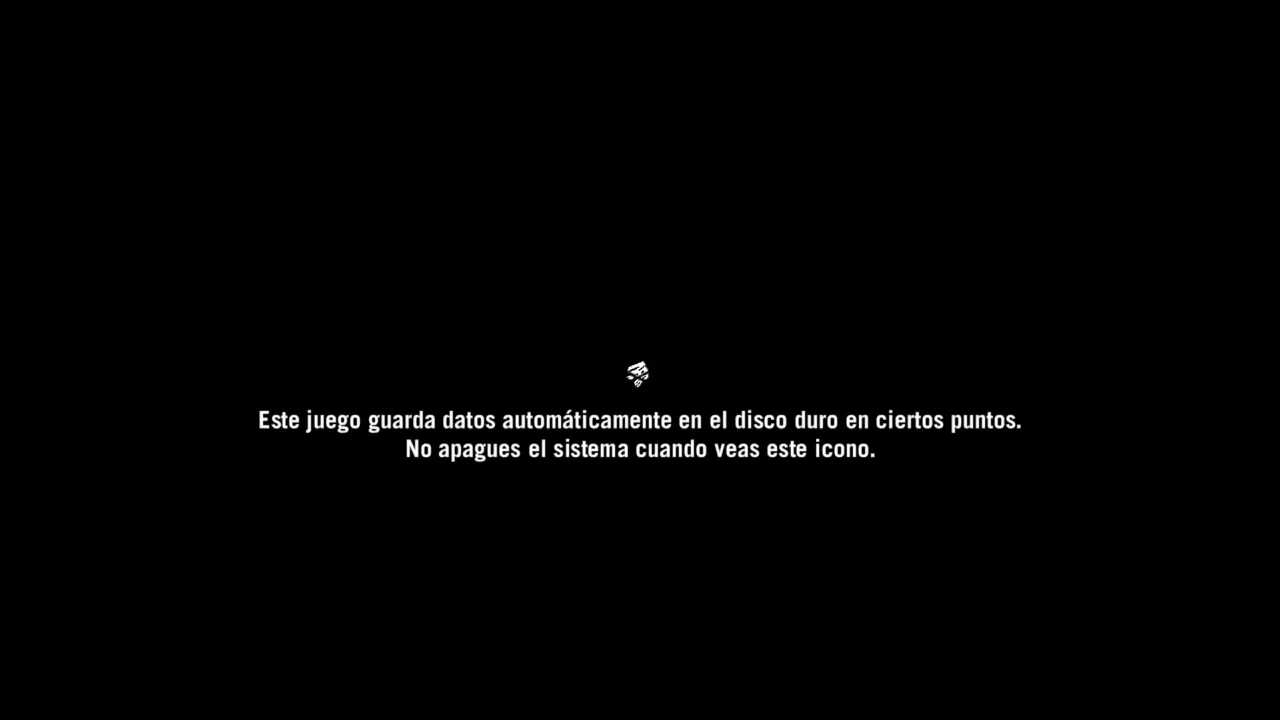 Este juego guarda datos automáticamente en el disco duro en ciertos puntos.
No apagues el sistema cuando veas este icono.